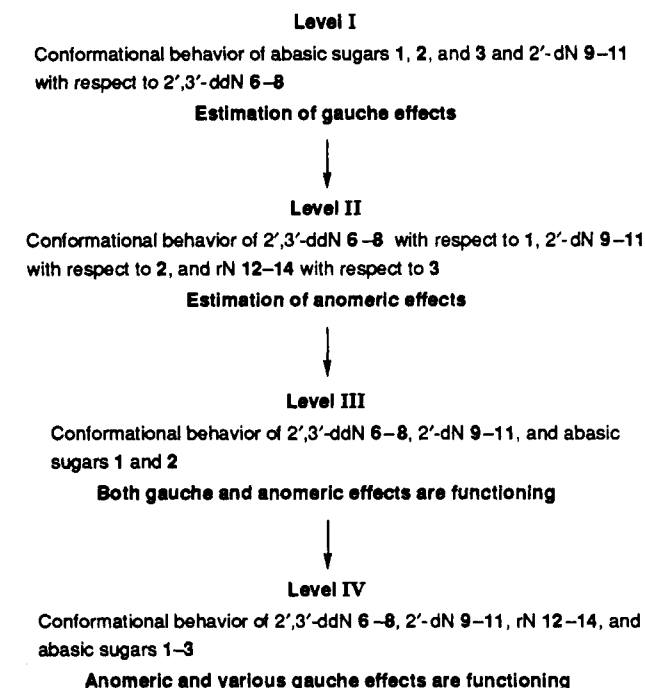 Level I
Conformational behavior of abasic sugars 1, 2, and 3 and 2′-dN 9–11
with respect to 2′,3′-ddN 6–8
Estimation of gauche effects
Level II
Conformational behavior of 2′,3′-ddN 6–8 with respect to 1, 2′-dN 9–11
with respect to 2, and rN 12–14 with respect to 3
Estimation of anomeric effects
Level III
Conformational behavior of 2′,3′-ddN 6–8, 2′-dN 9–11, and abasic
sugars 1 and 2
Both gauche and anomeric effects are functioning
Level IV
Conformational behavior of 2′,3′-ddN 6–8, 2′-dN 9–11, rN 12–14, and
abasic sugars 1–3
Anomeric and various gauche effects are functioning